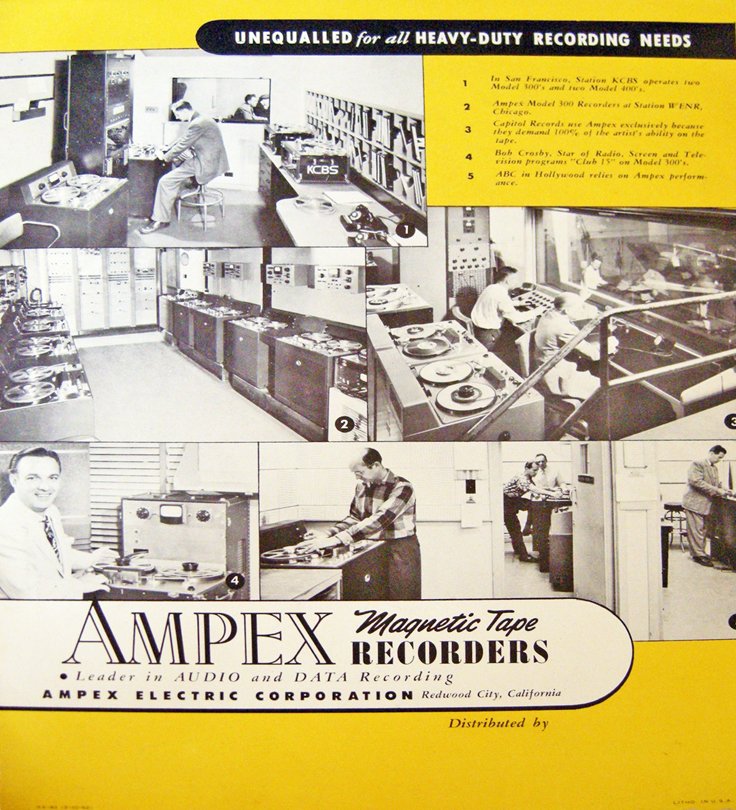 UNEQUALLED for all HEAVY-DUTY RECORDING NEEDS
1 In San Francisco, Station KCBS operates two
Model 300's and two Model 400's.
2 Ampex Model 300 Recorders at Station WENR,
Chicago.
3 Capitol Records use Ampex exclusively because
they demand 100% of the artist's ability on the
tape.
4 Bob Crosby, Star of Radio, Screen and Tele-
vision programs "Club 15" on Model 300's.
5 ABC in Hollywood relies on Ampex perform-
ance.
KCBS
1
2
3
4
AMPEX Magnetic Tape
RECORDERS
• Leader in AUDIO and DATA Recording
AMPEX ELECTRIC CORPORATION Redwood City, California
Distributed by
LITHO IN U.S.A.